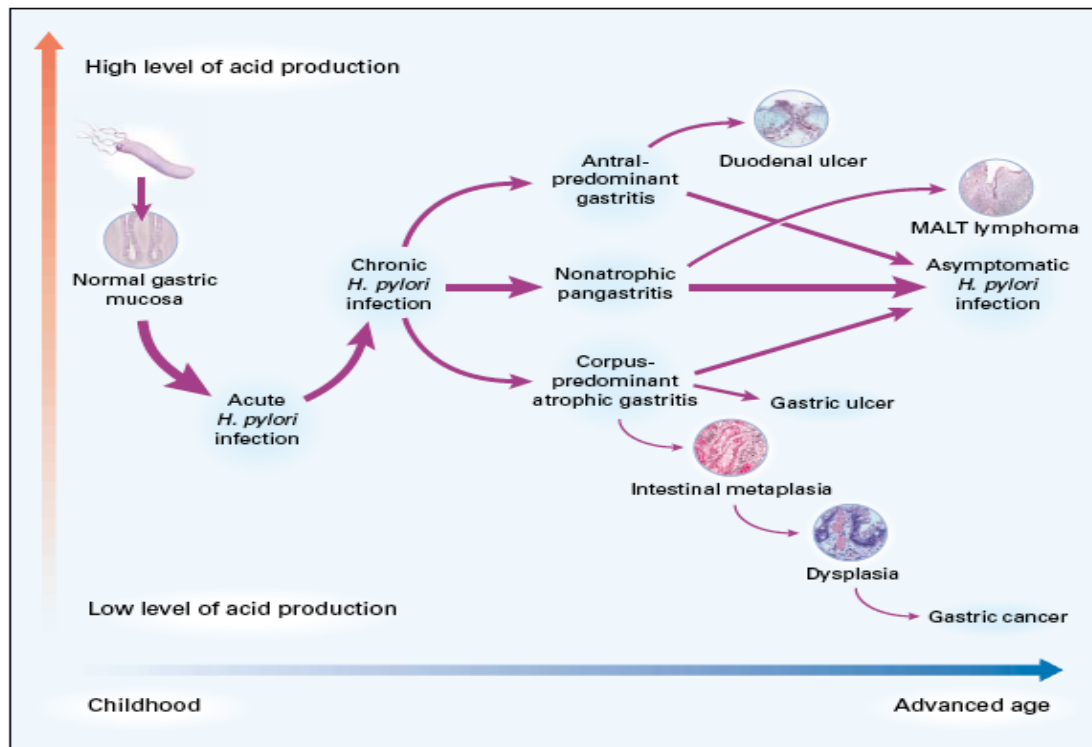 High level of acid production
Normal gastric
mucosa
Acute
H. pylori
infection
Chronic
H. pylori
infection
Antral-
predominant
gastritis
Duodenal ulcer
Nonatrophic
pangastritis
MALT lymphoma
Asymptomatic
H. pylori
infection
Corpus-
predominant
atrophic gastritis
Gastric ulcer
Intestinal metaplasia
Dysplasia
Gastric cancer
Low level of acid production
Childhood
Advanced age